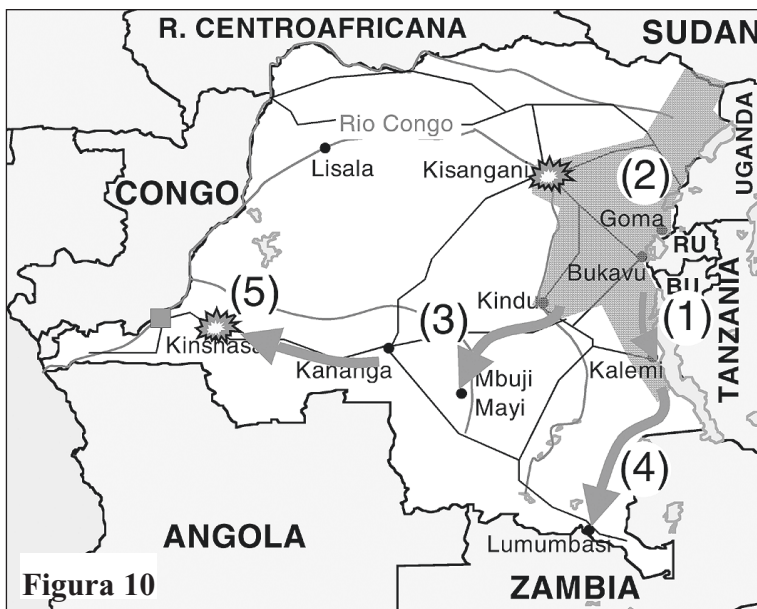 R. CENTROAFRICANA
SUDAN
UGANDA
Rio Congo
Lisala
Kisangani
(2)
CONGO
Goma
RU
Bukavu
BU
TANZANIA
(5)
Kindu
(3)
(1)
Kinshasa
Kananga
Mbuji
Mayi
Kalemi
(4)
ANGOLA
Lumumbasi
Figura 10
ZAMBIA